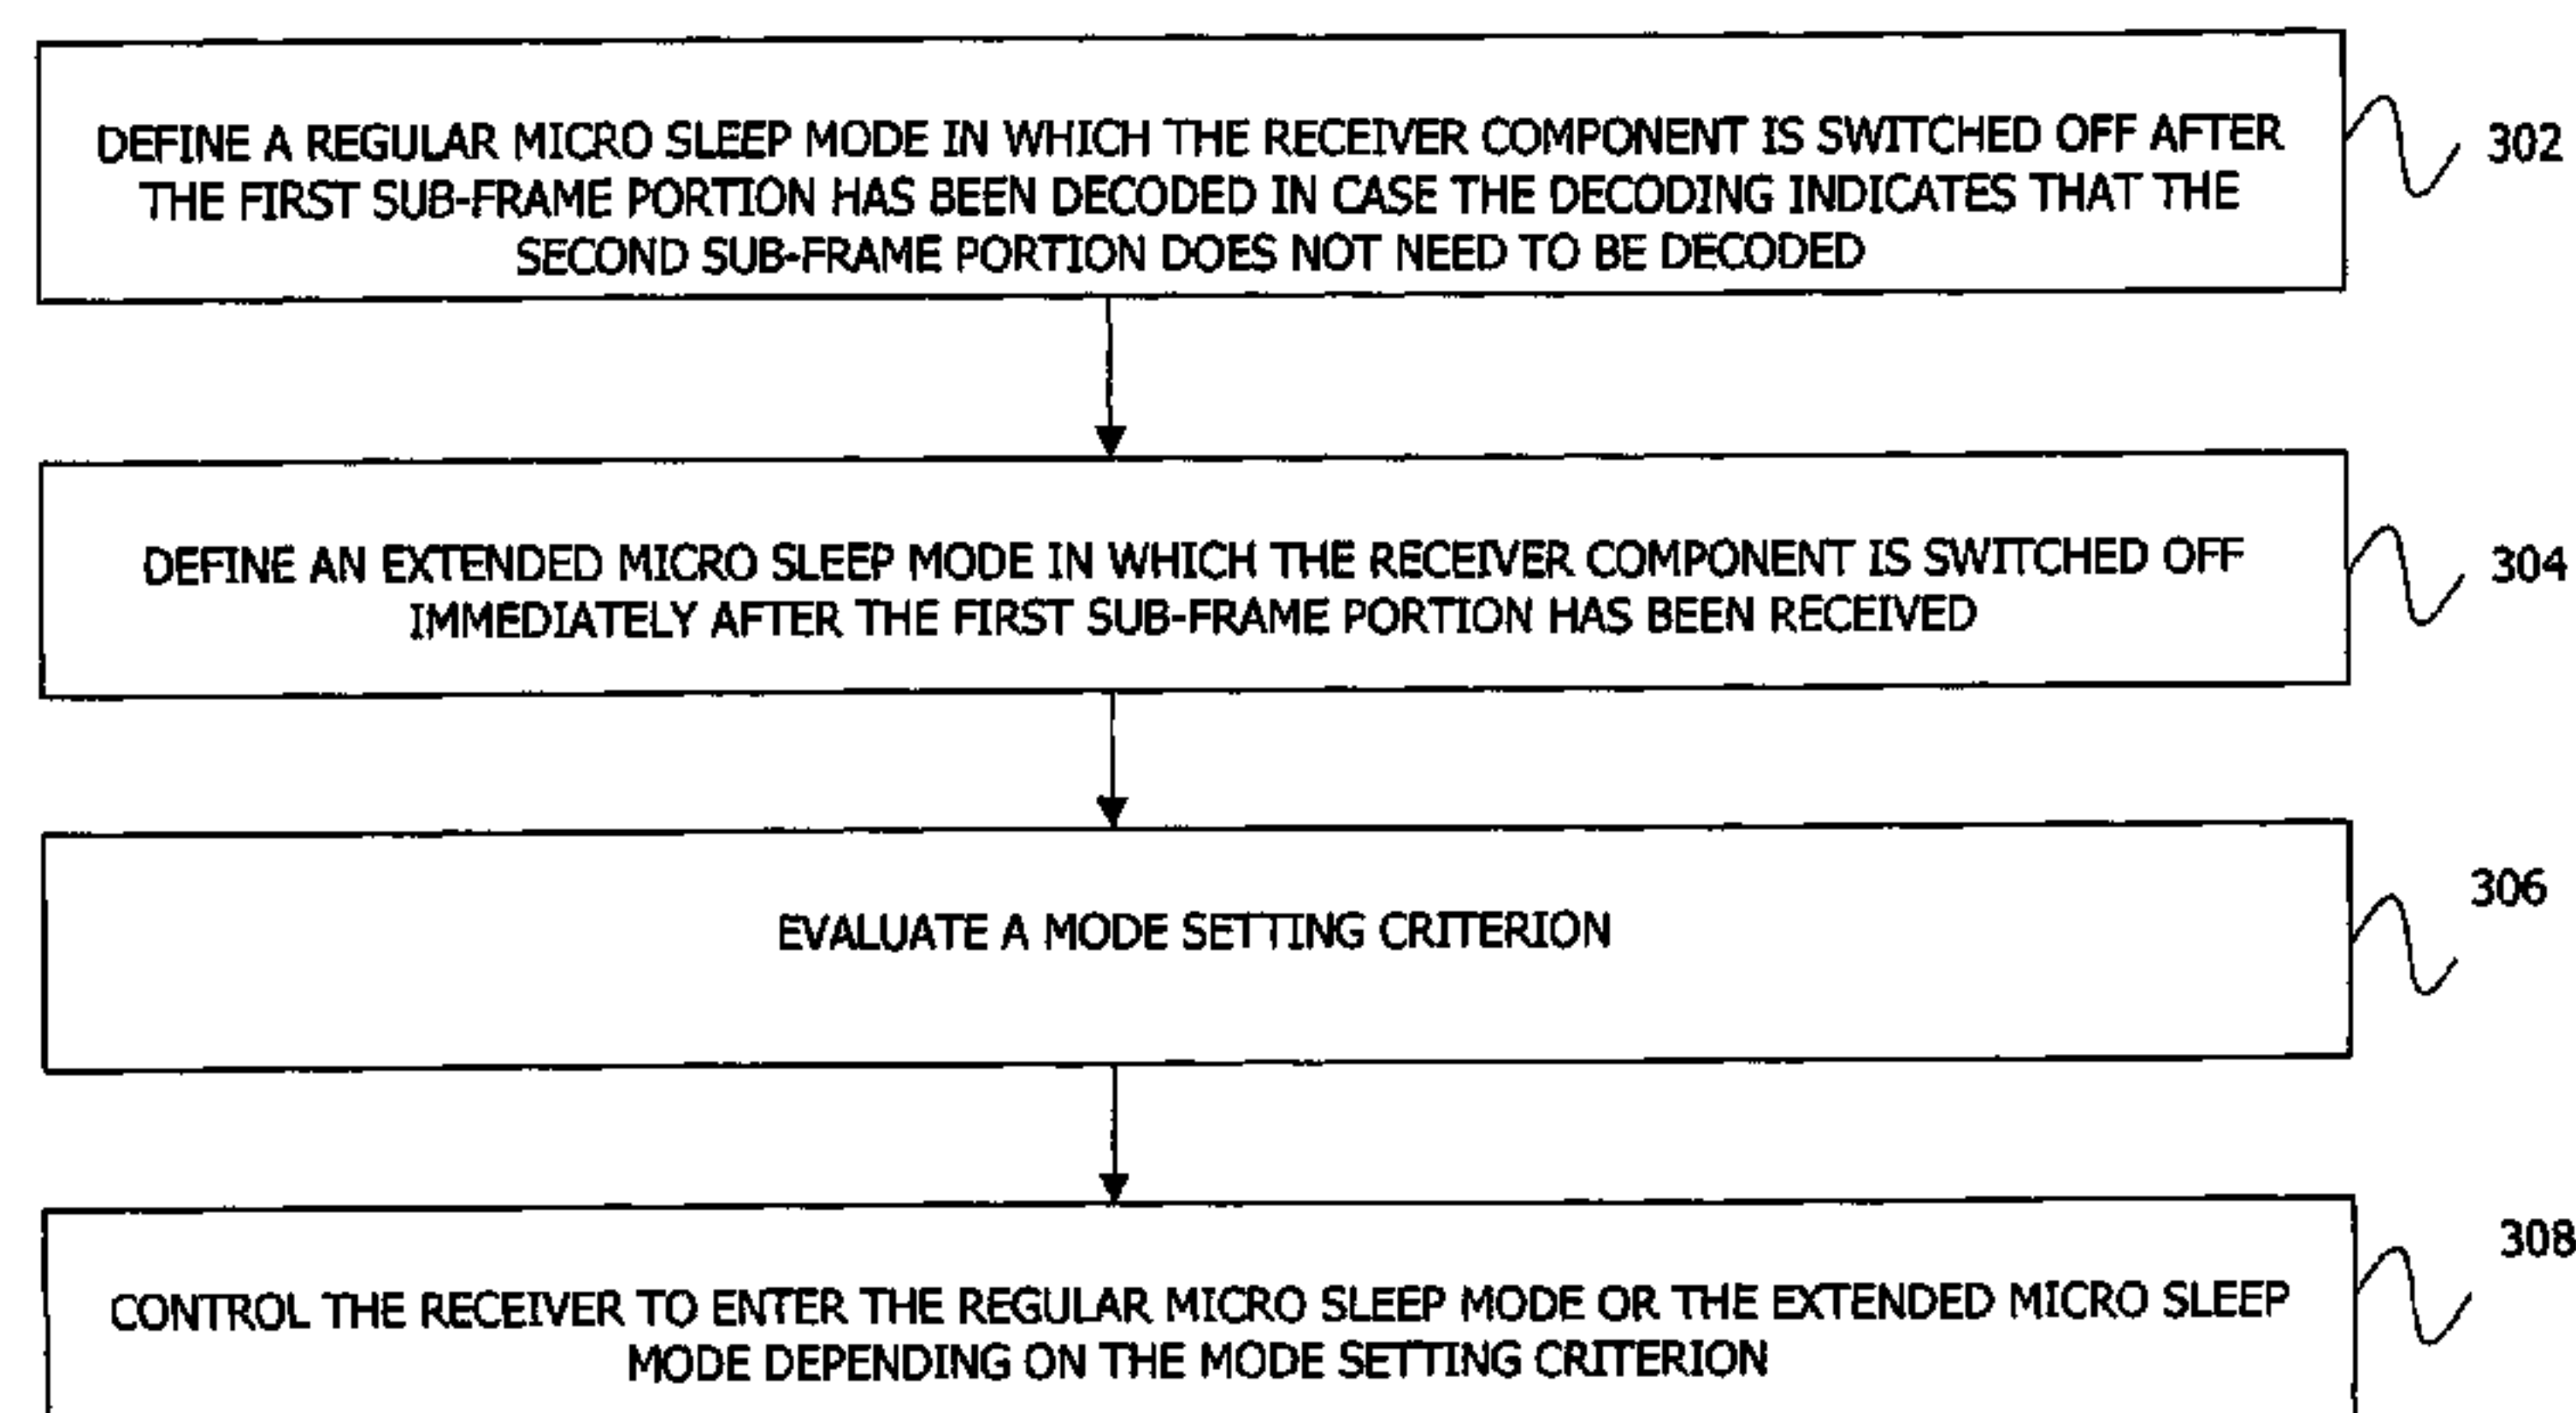 DEFINE A REGULAR MICRO SLEEP MODE IN WHICH THE RECEIVER COMPONENT IS SWITCHED OFF AFTER
THE FIRST SUB-FRAME PORTION HAS BEEN DECODED IN CASE THE DECODING INDICATES THAT THE
SECOND SUB-FRAME PORTION DOES NOT NEED TO BE DECODED
302
DEFINE AN EXTENDED MICRO SLEEP MODE IN WHICH THE RECEIVER COMPONENT IS SWITCHED OFF
IMMEDIATELY AFTER THE FIRST SUB-FRAME PORTION HAS BEEN RECEIVED
304
EVALUATE A MODE SETTING CRITERION
306
CONTROL THE RECEIVER TO ENTER THE REGULAR MICRO SLEEP MODE OR THE EXTENDED MICRO SLEEP
MODE DEPENDING ON THE MODE SETTING CRITERION
308